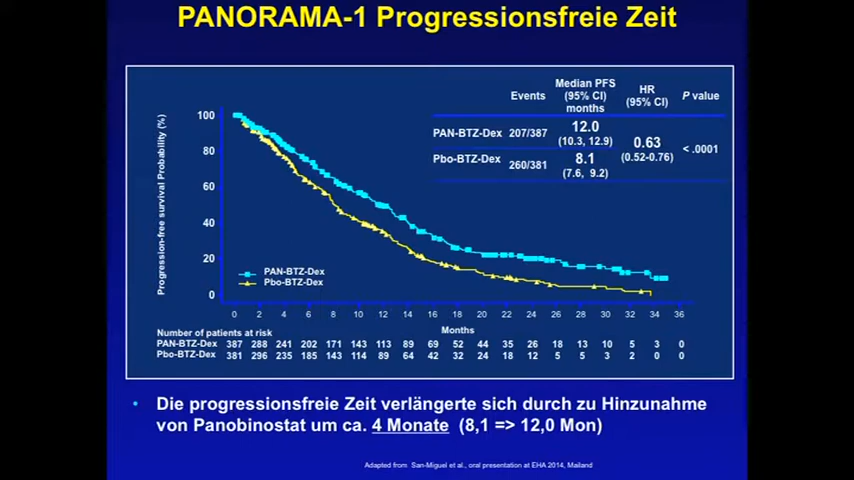 PANORAMA-1 Progressionsfreie Zeit
Events
Median PFS
(95% CI)
months
HR
(95% CI)
P value
PAN-BTZ-Dex 207/387 12.0
(10.3, 12.9)
Pbo-BTZ-Dex 260/381 8.1
(7.6, 9.2)
0.63
(0.52-0.76)
< .0001
Progression-free survival Probability (%)
100
80
60
40
20
0
PAN-BTZ-Dex
Pbo-BTZ-Dex
0 2 4 6 8 10 12 14 16 18 20 22 24 26 28 30 32 34 36
Months
Number of patients at risk
PAN-BTZ-Dex 387 288 241 202 171 143 113 89 69 52 44 35 26 18 13 10 5 3 0
Pbo-BTZ-Dex 381 296 235 185 143 114 89 64 42 32 24 18 12 5 5 3 2 0 0
• Die progressionsfreie Zeit verlängerte sich durch zu Hinzunahme
von Panobinostat um ca. 4 Monate (8,1 => 12,0 Mon)
Adapted from San-Miguel et al., oral presentation at EHA 2014, Mailand